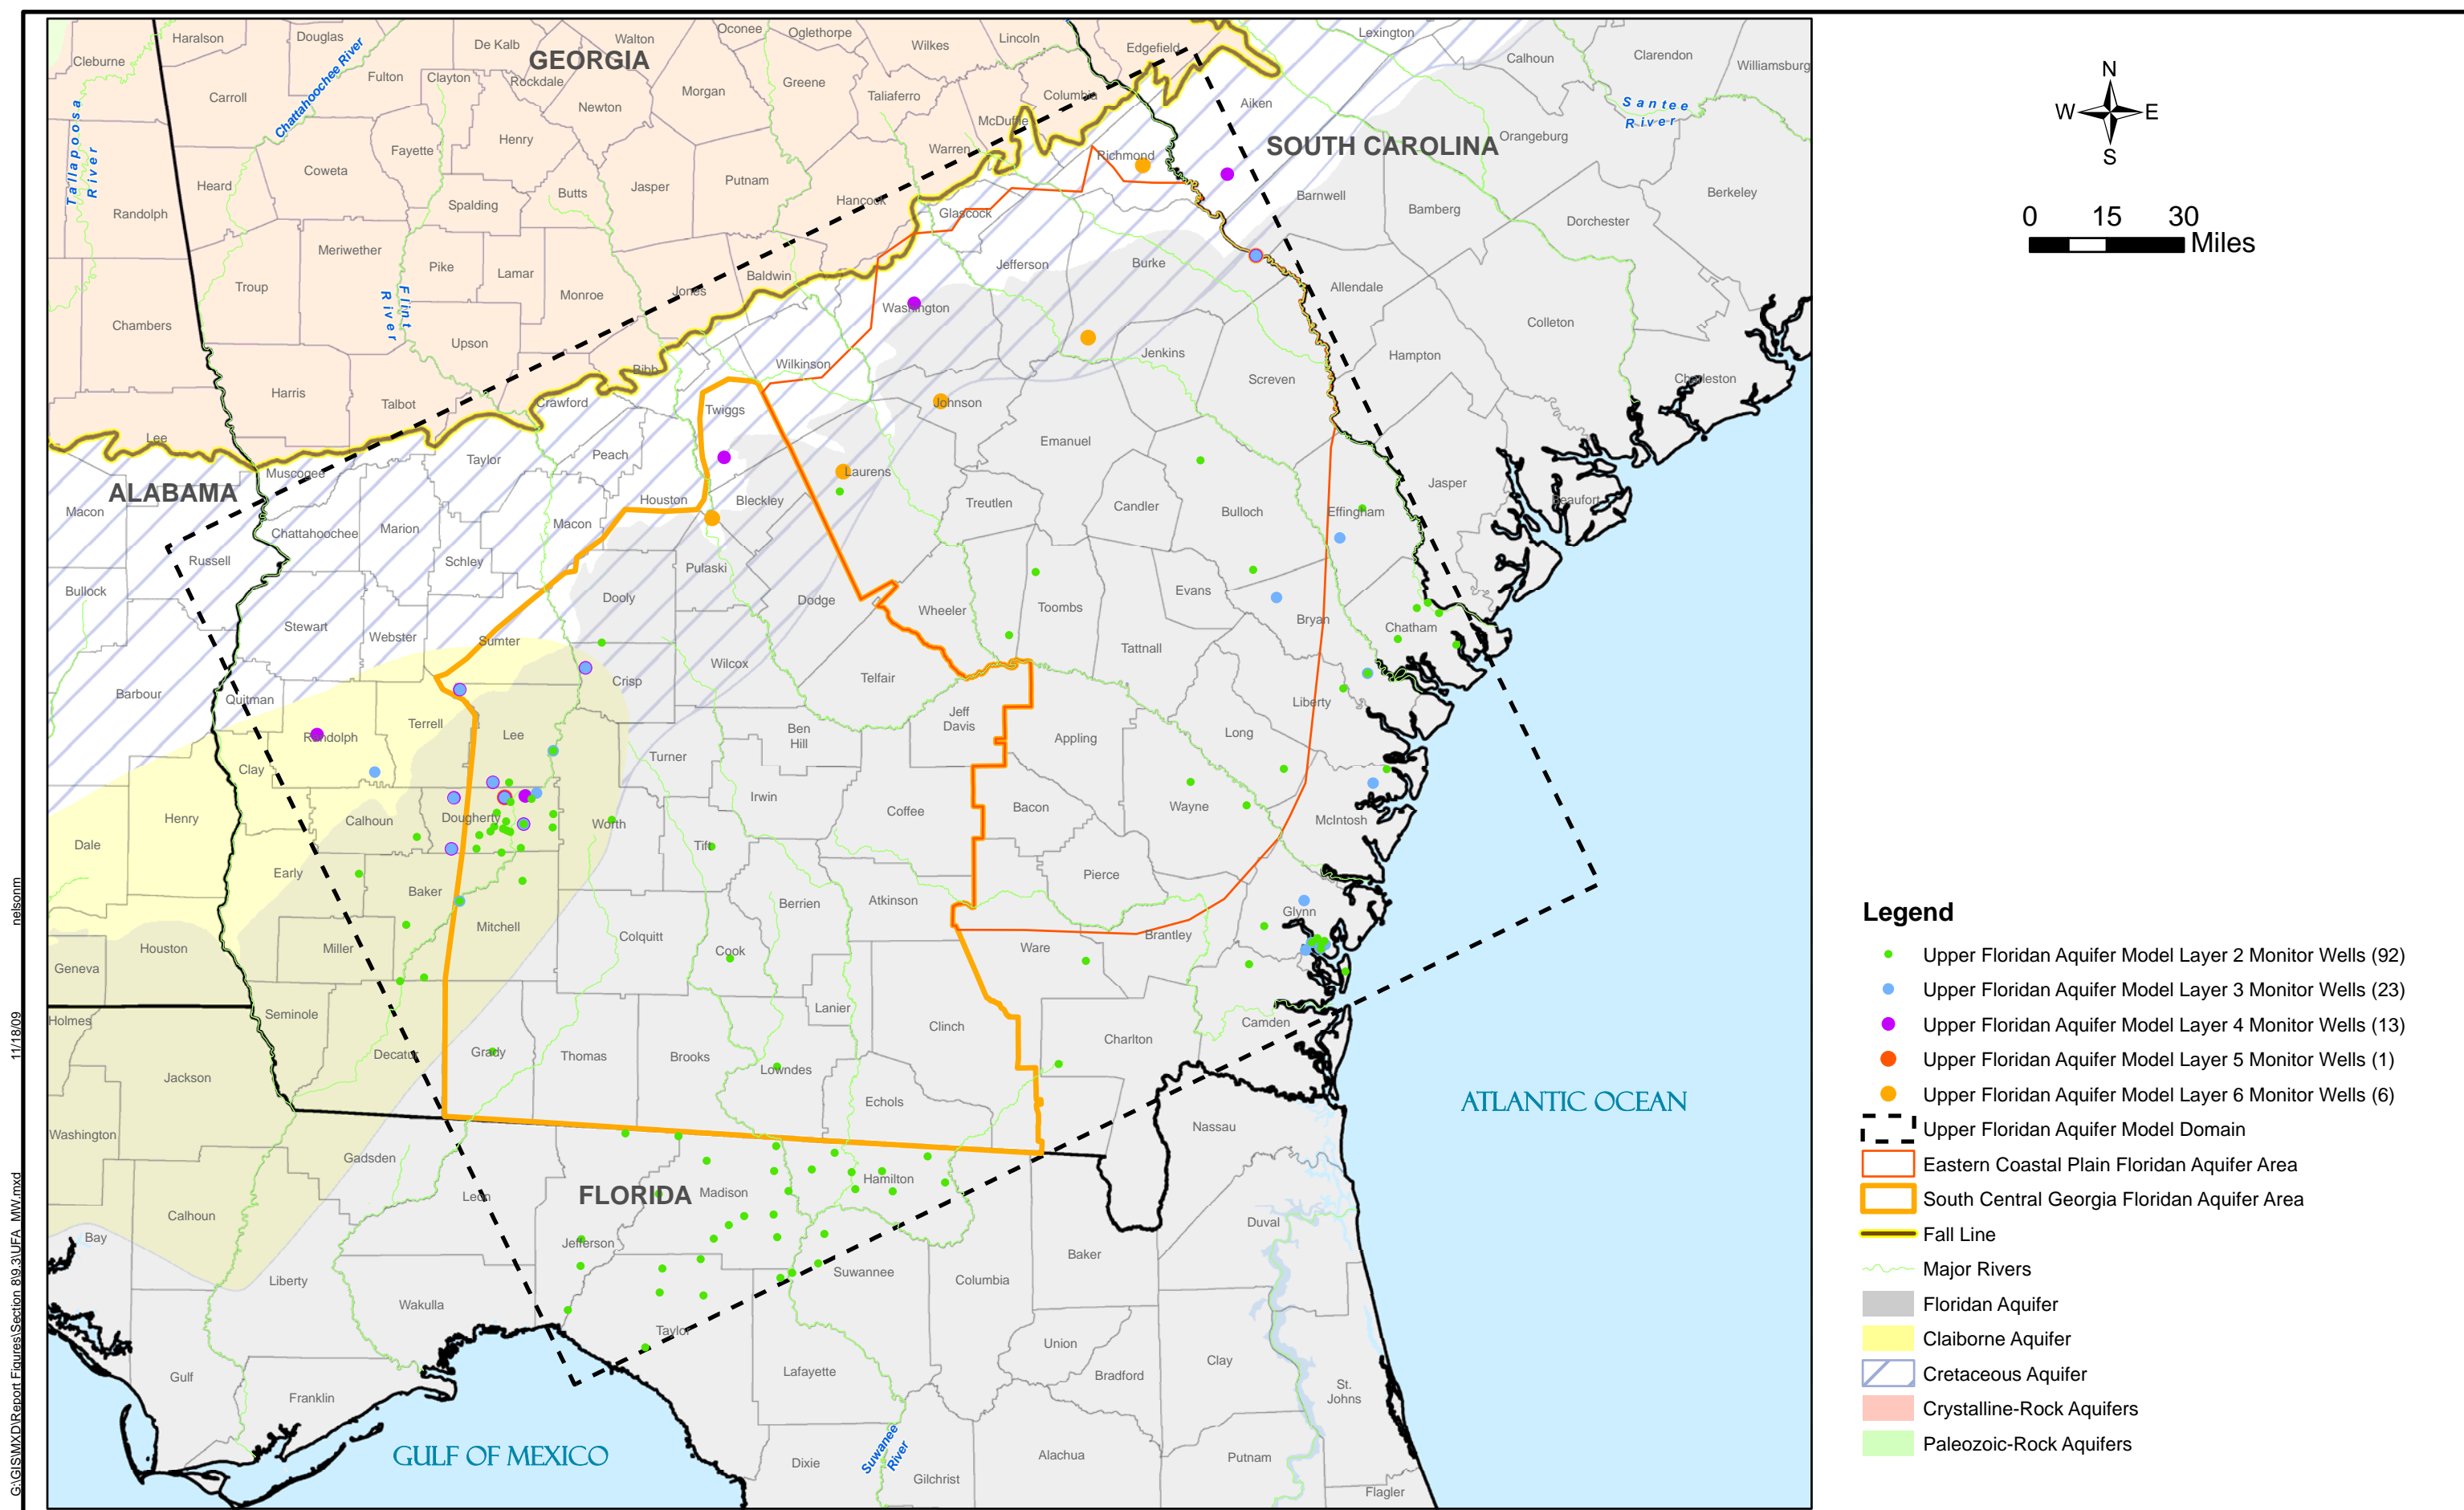 Haralson
Douglas
De Kalb
Walton
Oconee
Oglethorpe
Wilkes
Lincoln
Edgefield
Lexington
Calhoun
Clarendon
Williamsburg
Cleburne
Chattahoochee River
Fulton
Clayton
GEORGIA
Rockdale
Newton
Morgan
Greene
Taliaferro
Columbia
Aiken
Santee
River
Carroll
Tallapoosa
River
Henry
Fayette
Coweta
McDuffie
Warren
Richmond
SOUTH CAROLINA
Orangeburg
Berkeley
Heard
Randolph
Spalding
Butts
Jasper
Putnam
Hancock
Glascock
Barnwell
Bamberg
Dorchester
Meriwether
Pike
Lamar
Monroe
Jones
Baldwin
Jefferson
Burke
Allendale
Troup
Flint
River
Chambers
Upson
Washington
Colleton
Hampton
Jenkins
Screven
Wilkinson
Bibb
Charleston
Harris
Talbot
Crawford
Twiggs
Johnson
Lee
Emanuel
Muscogee
Taylor
Peach
Laurens
ALABAMA
Macon
Houston
Bleckley
Treutlen
Candler
Bulloch
Effingham
Jasper
Beaufort
Chattahoochee
Marion
Macon
Russell
Schley
Pulaski
Bullock
Dooly
Dodge
Wheeler
Toombs
Evans
Bryan
Chatham
Stewart
Webster
Sumter
Tattnall
Wilcox
Telfair
Crisp
Barbour
Quitman
Liberty
Randolph
Terrell
Lee
Turner
Ben
Hill
Jeff
Davis
Appling
Long
Clay
Irwin
Coffee
Bacon
Wayne
McIntosh
Henry
Calhoun
Dougherty
Worth
Dale
Tift
Early
Baker
Pierce
Berrien
Atkinson
Glynn
Houston
Miller
Mitchell
Colquitt
Cook
Ware
Brantley
Geneva
Lanier
Holmes
Seminole
Clinch
Charlton
Camden
Decatur
Grady
Thomas
Brooks
Lowndes
Jackson
Echols
Washington
Nassau
Gadsden
Leon
FLORIDA
Madison
Hamilton
Calhoun
Bay
Jefferson
Duval
Baker
Liberty
Suwannee
Columbia
Wakulla
Taylor
Union
Clay
Lafayette
Bradford
St.
Johns
Gulf
Franklin
Dixie
Suwanee
River
Gilchrist
Alachua
Putnam
Flagler
GULF OF MEXICO
ATLANTIC OCEAN
N
W
E
S
0 15 30
Miles
Legend
Upper Floridan Aquifer Model Layer 2 Monitor Wells (92)
Upper Floridan Aquifer Model Layer 3 Monitor Wells (23)
Upper Floridan Aquifer Model Layer 4 Monitor Wells (13)
Upper Floridan Aquifer Model Layer 5 Monitor Wells (1)
Upper Floridan Aquifer Model Layer 6 Monitor Wells (6)
Upper Floridan Aquifer Model Domain
Eastern Coastal Plain Floridan Aquifer Area
South Central Georgia Floridan Aquifer Area
Fall Line
Major Rivers
Floridan Aquifer
Claiborne Aquifer
Cretaceous Aquifer
Crystalline-Rock Aquifers
Paleozoic-Rock Aquifers
G:\GIS\MXD\Report Figures\Section 8\9.3\UFA_MW.mxd 11/18/09 nelsonm